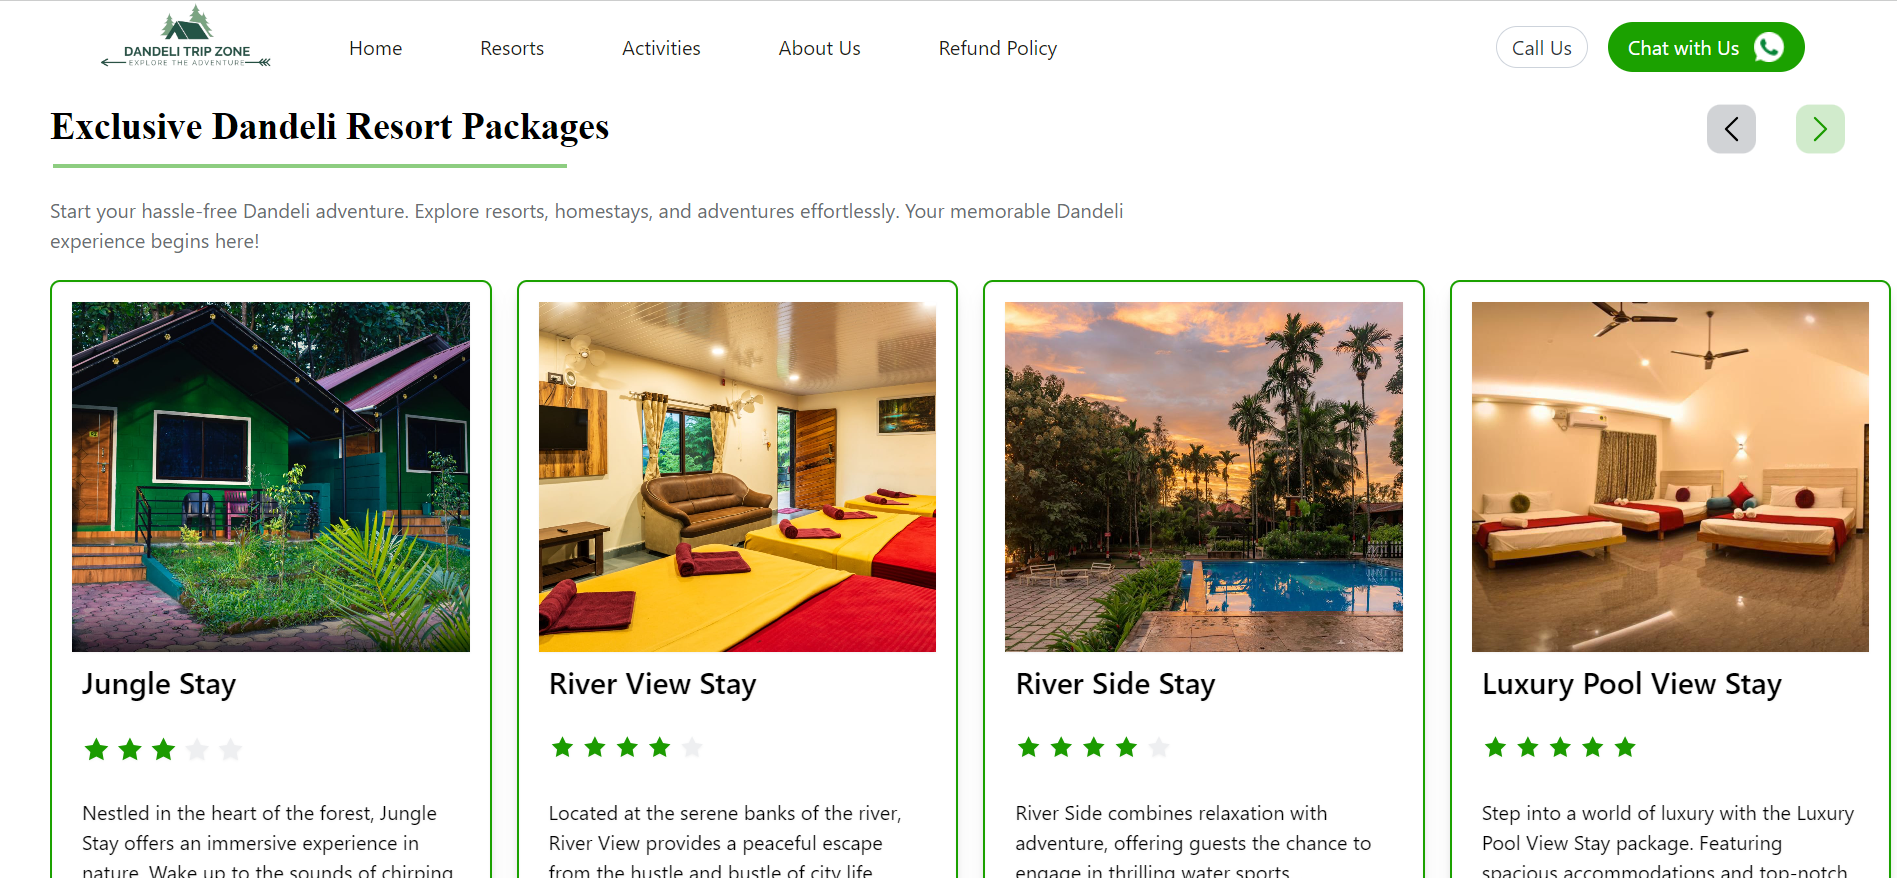 DANDELI TRIP ZONE
EXPLORE THE ADVENTURE
Home
Resorts
Activities
About Us
Refund Policy
Call Us
Chat with Us
Exclusive Dandeli Resort Packages
Start your hassle-free Dandeli adventure. Explore resorts, homestays, and adventures effortlessly. Your memorable Dandeli
experience begins here!
Jungle Stay
Nestled in the heart of the forest, Jungle
Stay offers an immersive experience in
nature. Wake up to the sounds of chirping
River View Stay
Located at the serene banks of the river,
River View provides a peaceful escape
from the hustle and bustle of city life.
River Side Stay
River Side combines relaxation with
adventure, offering guests the chance to
engage in thrilling water sports
Luxury Pool View Stay
Step into a world of luxury with the Luxury
Pool View Stay package. Featuring
spacious accommodations and top-notch